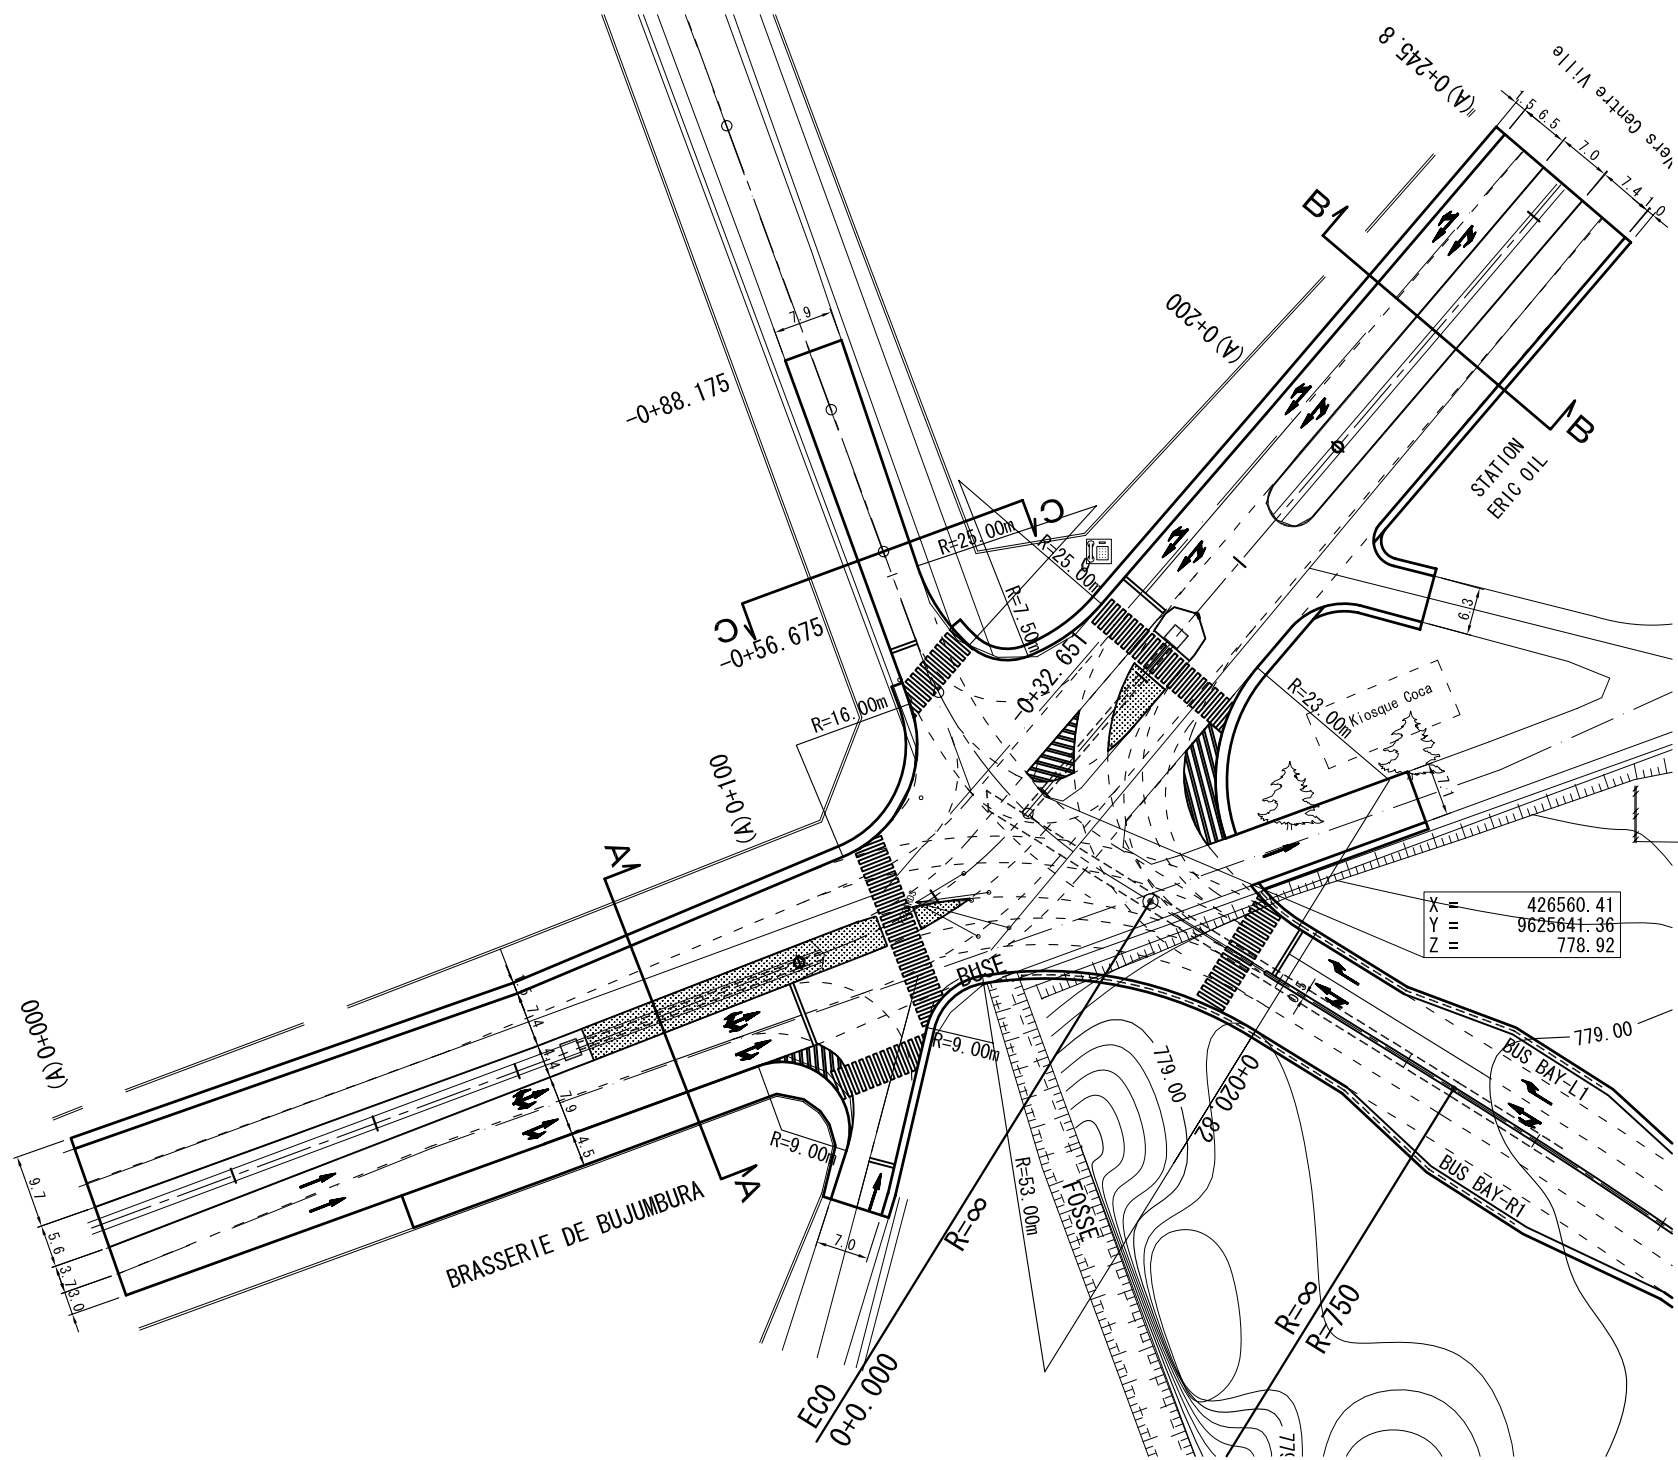 (A)0+245.8
Vers Centre Ville
1.5
6.5
7.0
7.4
1.0
B
(A)0+200
7.9
-0+88.175
B
STATION
ERIC OIL
C
R=25.00m
R=25.00m
R=7.50m
6.3
C
-0+56.675
-0+32.651
R=16.00m
R=23.00m
Kiosque Coca
7.1
(A)0+100
A
X = 426560.41
Y = 9625641.36
Z = 778.92
BUSE
0.5
(A)0+000
7.4
7.9
4.5
R=9.00m
779.00
779.00
BUS BAY-L1
0+020.82
R=9.00m
A
BRASSERIE DE BUJUMBURA
BUS BAY-R1
R=53.00m
FOSSE
9.7
5.6
3.7
3.0
7.0
R=∞
R=∞
R=750
ECO
0+0.000